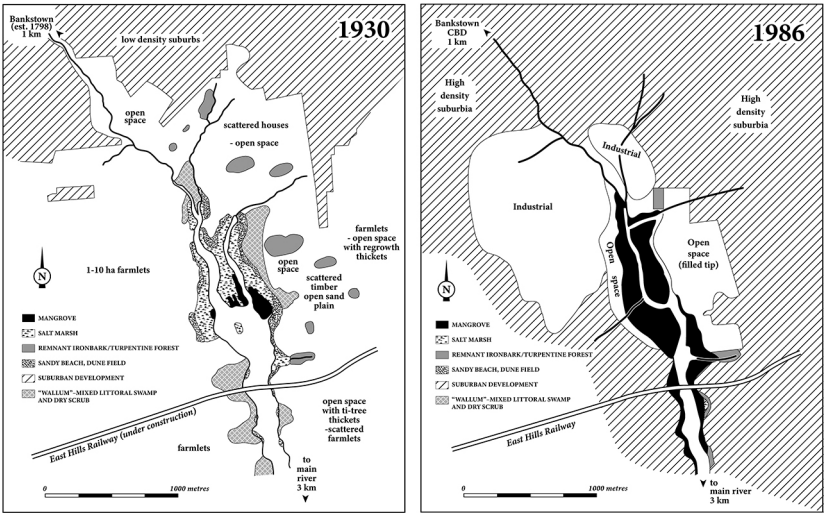 Bankstown
(est. 1798)
1 km
1930
low density suburbs
open
space
scattered houses
- open space
farmlets
- open space
with regrowth
thickets
open
space
scattered
timber
open sand
plain
1-10 ha farmlets
N
MANGROVE
SALT MARSH
REMNANT IRONBARK/TURPENTINE FOREST
SANDY BEACH, DUNE FIELD
SUBURBAN DEVELOPMENT
"WALLUM"-MIXED LITTORAL SWAMP
AND DRY SCRUB
East Hills Railway (under construction)
farmlets
open space
with ti-tree
thickets
-scattered
farmlets
to
main
river
3 km
0 1000 metres
Bankstown
CBD
1 km
1986
High
density
suburbia
High
density
suburbia
Industrial
Industrial
Open
space
Open
space
(filled tip)
N
MANGROVE
SALT MARSH
REMNANT IRONBARK/TURPENTINE FOREST
SANDY BEACH, DUNE FIELD
SUBURBAN DEVELOPMENT
"WALLUM"-MIXED LITTORAL SWAMP
AND DRY SCRUB
East Hills Railway
0 1000 metres
to
main river
3 km